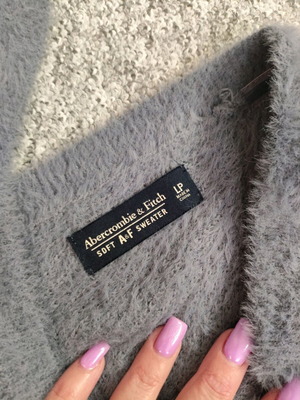 Abercrombie & Fitch
SOFT A&F SWEATER
LP
MADE IN
CHINA